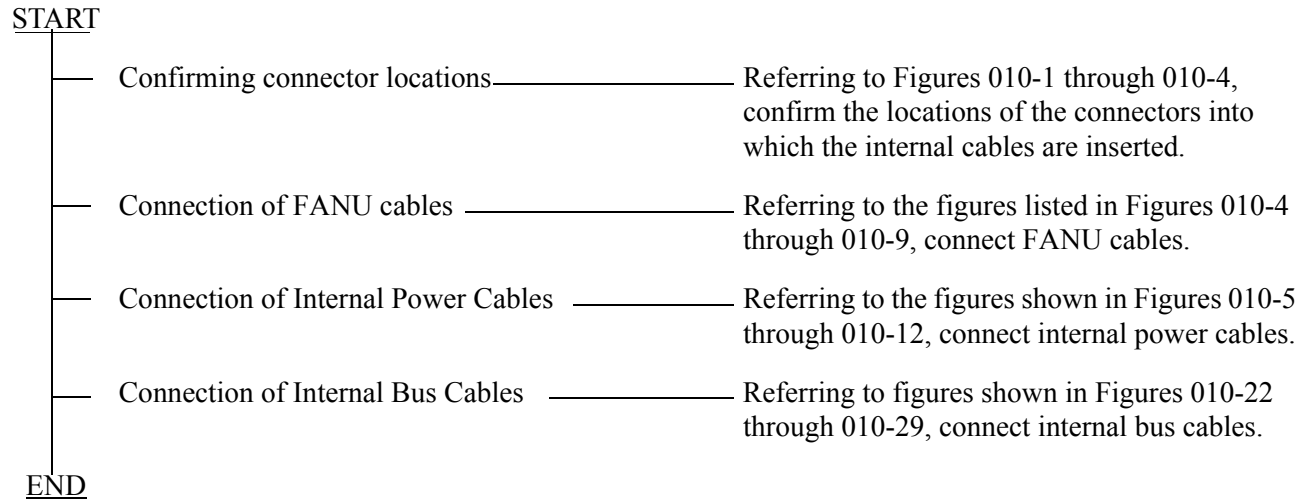 START
Confirming connector locations
Referring to Figures 010-1 through 010-4,
confirm the locations of the connectors into
which the internal cables are inserted.
Connection of FANU cables
Referring to the figures listed in Figures 010-4
through 010-9, connect FANU cables.
Connection of Internal Power Cables
Referring to the figures shown in Figures 010-5
through 010-12, connect internal power cables.
Connection of Internal Bus Cables
Referring to figures shown in Figures 010-22
through 010-29, connect internal bus cables.
END